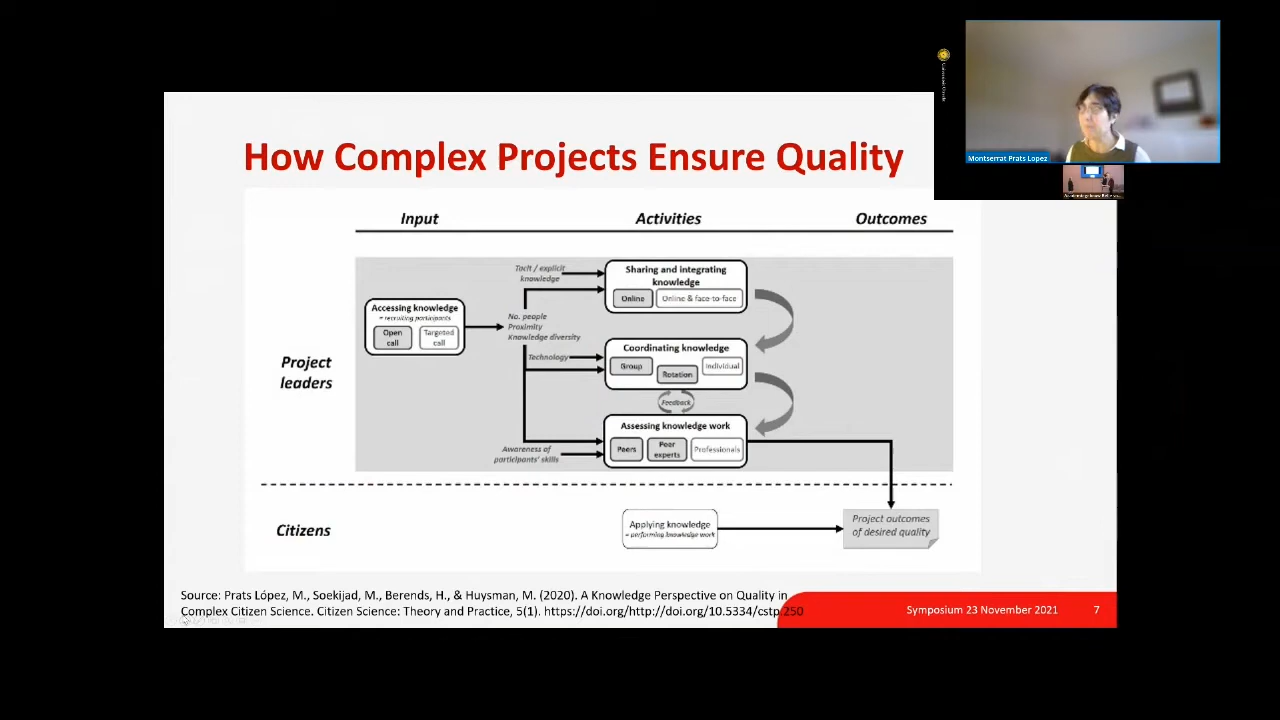 How Complex Projects Ensure Quality
Input
Activities
Outcomes
Project
leaders
Accessing knowledge
= recruiting participants
Open
call
Targeted
call
Tacit / explicit
knowledge
No. people
Proximity
Knowledge diversity
Technology
Awareness of
participants' skills
Sharing and integrating
knowledge
Online
Online & face-to-face
Coordinating knowledge
Group
Rotation
Individual
Feedback
Assessing knowledge work
Peers
Peer
experts
Professionals
Citizens
Applying knowledge
= performing knowledge work
Project outcomes
of desired quality
Source: Prats López, M., Soekijad, M., Berends, H., & Huysman, M. (2020). A Knowledge Perspective on Quality in
Complex Citizen Science. Citizen Science: Theory and Practice, 5(1). https://doi.org/http://doi.org/10.5334/cstp.250
Symposium 23 November 2021
7
Montserrat Prats Lopez